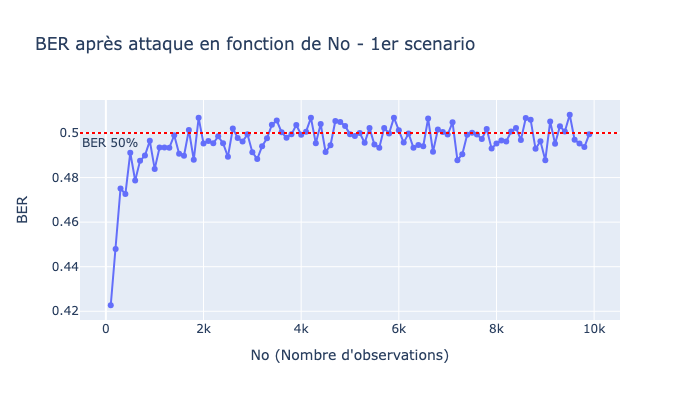 BER après attaque en fonction de No - 1er scenario
0.5
BER 50%
0.48
0.46
0.44
0.42
BER
0 2k 4k 6k 8k 10k
No (Nombre d'observations)